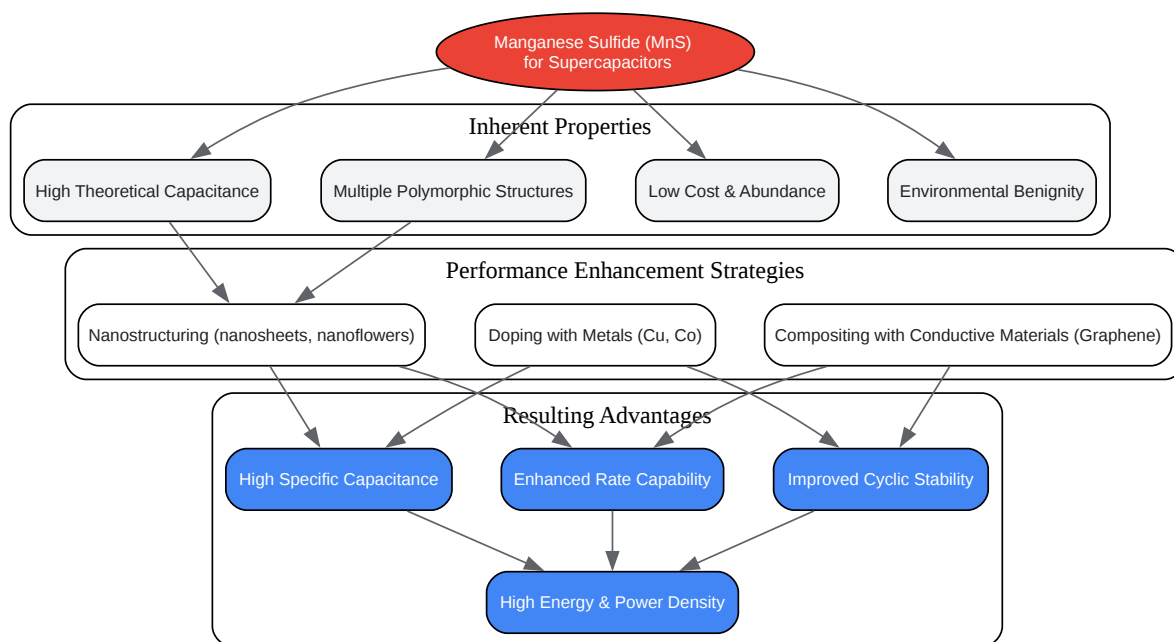 Manganese Sulfide (MnS)
for Supercapacitors
Inherent Properties
High Theoretical Capacitance
Multiple Polymorphic Structures
Low Cost & Abundance
Environmental Benignity
Performance Enhancement Strategies
Nanostructuring (nanosheets, nanoflowers)
Doping with Metals (Cu, Co)
Compositing with Conductive Materials (Graphene)
Resulting Advantages
High Specific Capacitance
Enhanced Rate Capability
Improved Cyclic Stability
High Energy & Power Density